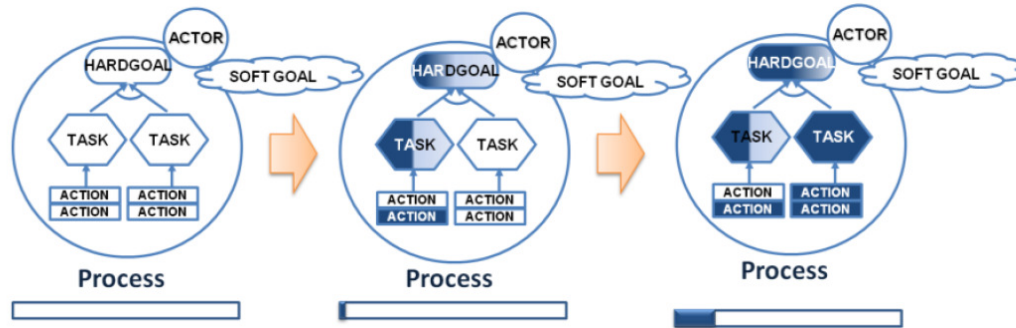 ACTOR
HARDGOAL
SOFT GOAL
TASK TASK
ACTION ACTION
ACTION ACTION
Process
ACTOR
HARDGOAL
SOFT GOAL
TASK TASK
ACTION ACTION
ACTION ACTION
Process
ACTOR
HARDGOAL
SOFT GOAL
TASK TASK
ACTION ACTION
ACTION ACTION
Process